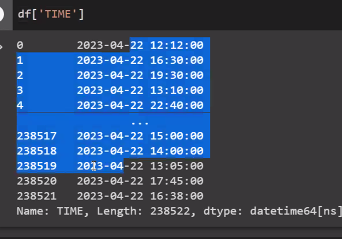 df['TIME']
0 2023-04-22 12:12:00
1 2023-04-22 16:30:00
2 2023-04-22 19:30:00
3 2023-04-22 13:10:00
4 2023-04-22 22:40:00
...
238517 2023-04-22 15:00:00
238518 2023-04-22 14:00:00
238519 2023-04-22 13:05:00
238520 2023-04-22 17:45:00
238521 2023-04-22 16:38:00
Name: TIME, Length: 238522, dtype: datetime64[ns]